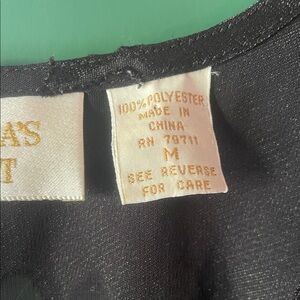 A'S
T
100% POLYESTER
MADE IN
CHINA
RN 79711
M
SEE REVERSE
FOR CARE